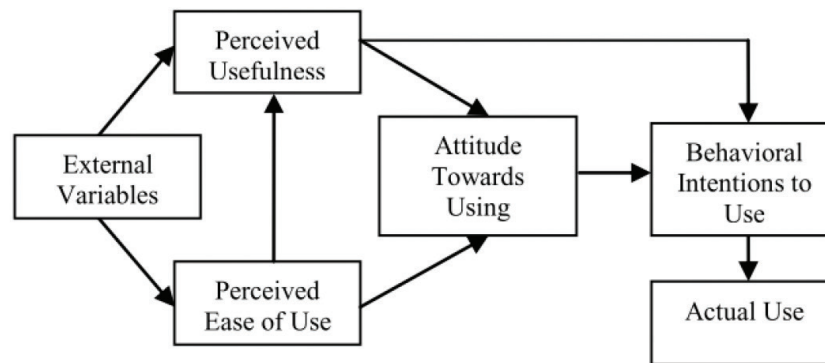 Perceived
Usefulness
External
Variables
Attitude
Towards
Using
Behavioral
Intentions to
Use
Perceived
Ease of Use
Actual Use